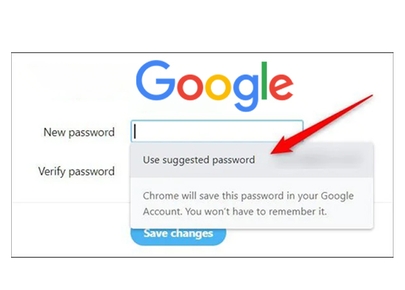 Google
New password
Use suggested password
Verify password
Chrome will save this password in your Google
Account. You won't have to remember it.
Save changes